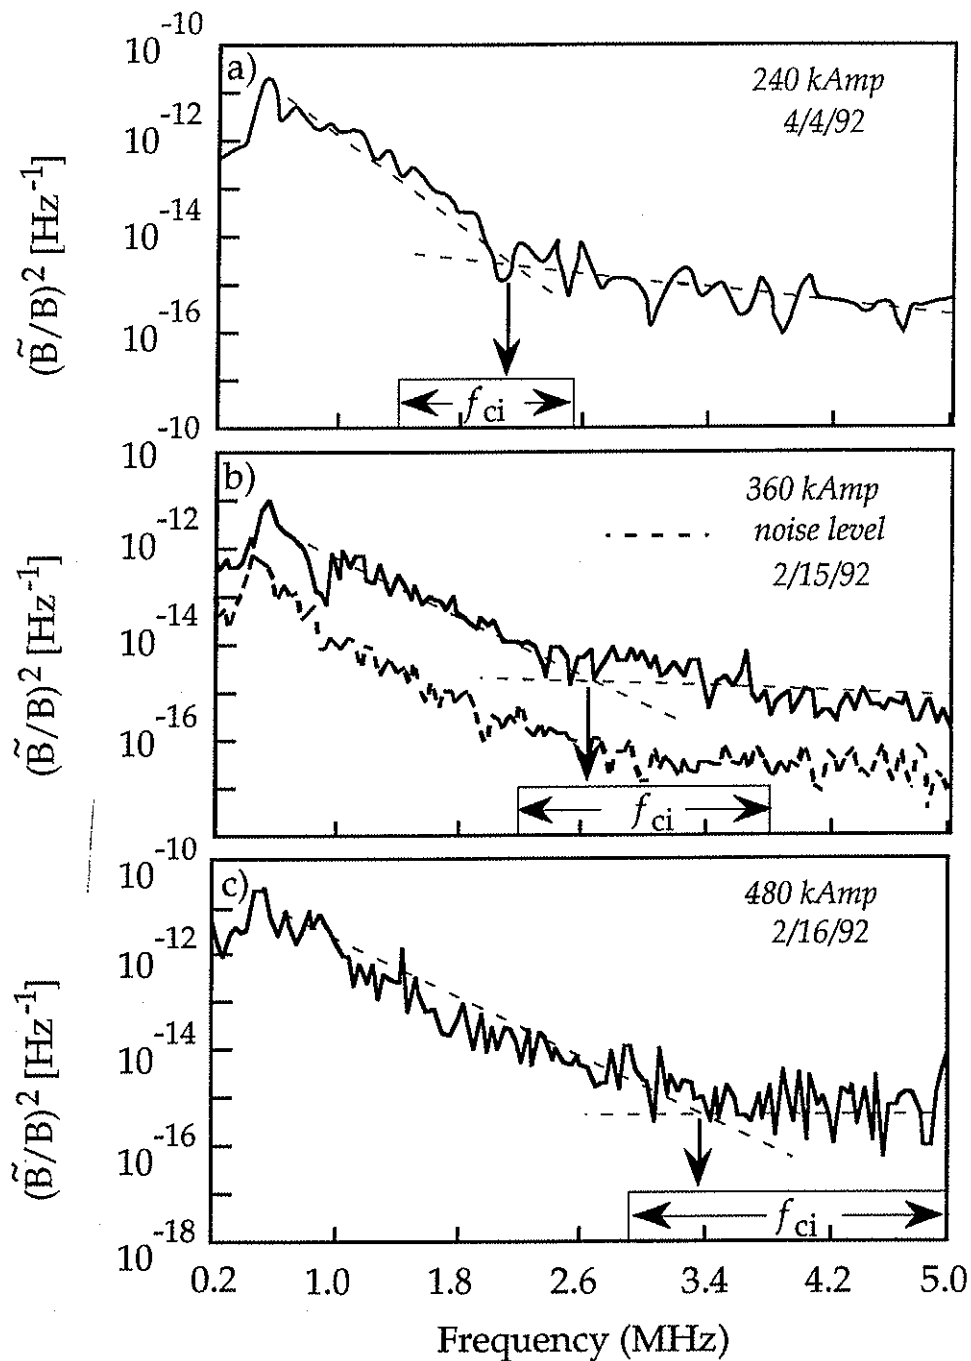 a)
240 kAmp
4/4/92
10^-10
10^-12
10^-14
10^-16
(B̃/B)² [Hz⁻¹]
f_ci
b)
360 kAmp
noise level
2/15/92
10^-10
10^-12
10^-14
10^-16
(B̃/B)² [Hz⁻¹]
f_ci
c)
480 kAmp
2/16/92
10^-10
10^-12
10^-14
10^-16
10^-18
(B̃/B)² [Hz⁻¹]
f_ci
0.2 1.0 1.8 2.6 3.4 4.2 5.0
Frequency (MHz)